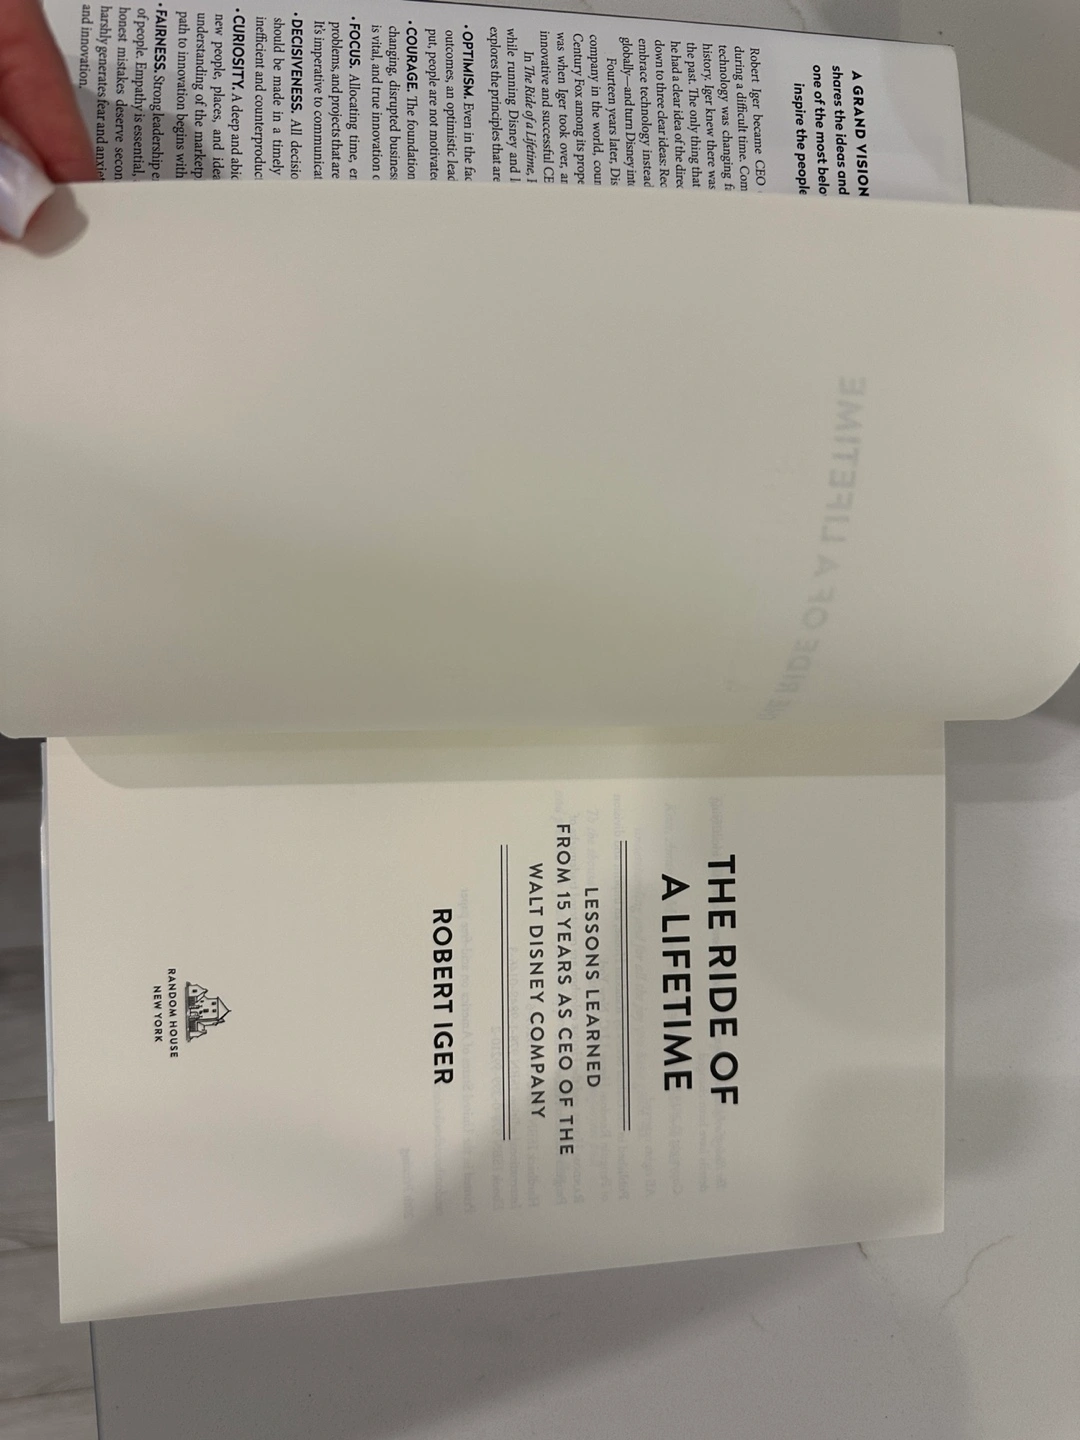 A GRAND VISION
shares the ideas and
one of the most belo
inspire the people
Robert Iger became CEO
during a difficult time. Com
technology was changing fa
history. Iger knew there was
the past. The only thing that
he had a clear idea of the direc
down to three clear ideas: Rec
embrace technology instead
globally—and turn Disney into
Fourteen years later, Dis
company in the world, coun
Century Fox among its prope
was when Iger took over, an
innovative and successful CE
In The Ride of a Lifetime, I
while running Disney and l
explores the principles that are
• OPTIMISM. Even in the fac
outcomes, an optimistic lead
put, people are not motivated
• COURAGE. The foundation
changing, disrupted business
is vital, and true innovation o
• FOCUS. Allocating time, en
problems, and projects that are
It's imperative to communicat
• DECISIVENESS. All decisio
should be made in a timely
inefficient and counterproduc
• CURIOSITY. A deep and abid
new people, places, and idea
understanding of the marketp
path to innovation begins with
• FAIRNESS. Strong leadership e
of people. Empathy is essential,
honest mistakes deserve secon
harshly generates fear and anxiet
and innovation.
THE RIDE OF
A LIFETIME
LESSONS LEARNED
FROM 15 YEARS AS CEO OF THE
WALT DISNEY COMPANY
ROBERT IGER
RANDOM HOUSE
NEW YORK